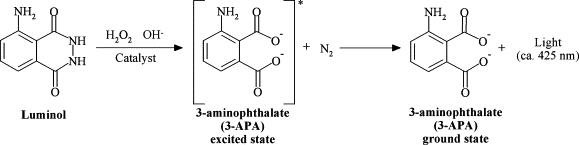 NH₂ O
NH
NH
O
Luminol
H₂O₂ OH⁻
Catalyst
NH₂ O
O⁻
O⁻
O
*
3-aminophthalate
(3-APA)
excited state
+ N₂
NH₂ O
O⁻
O⁻
O
3-aminophthalate
(3-APA)
ground state
+ Light
(ca. 425 nm)